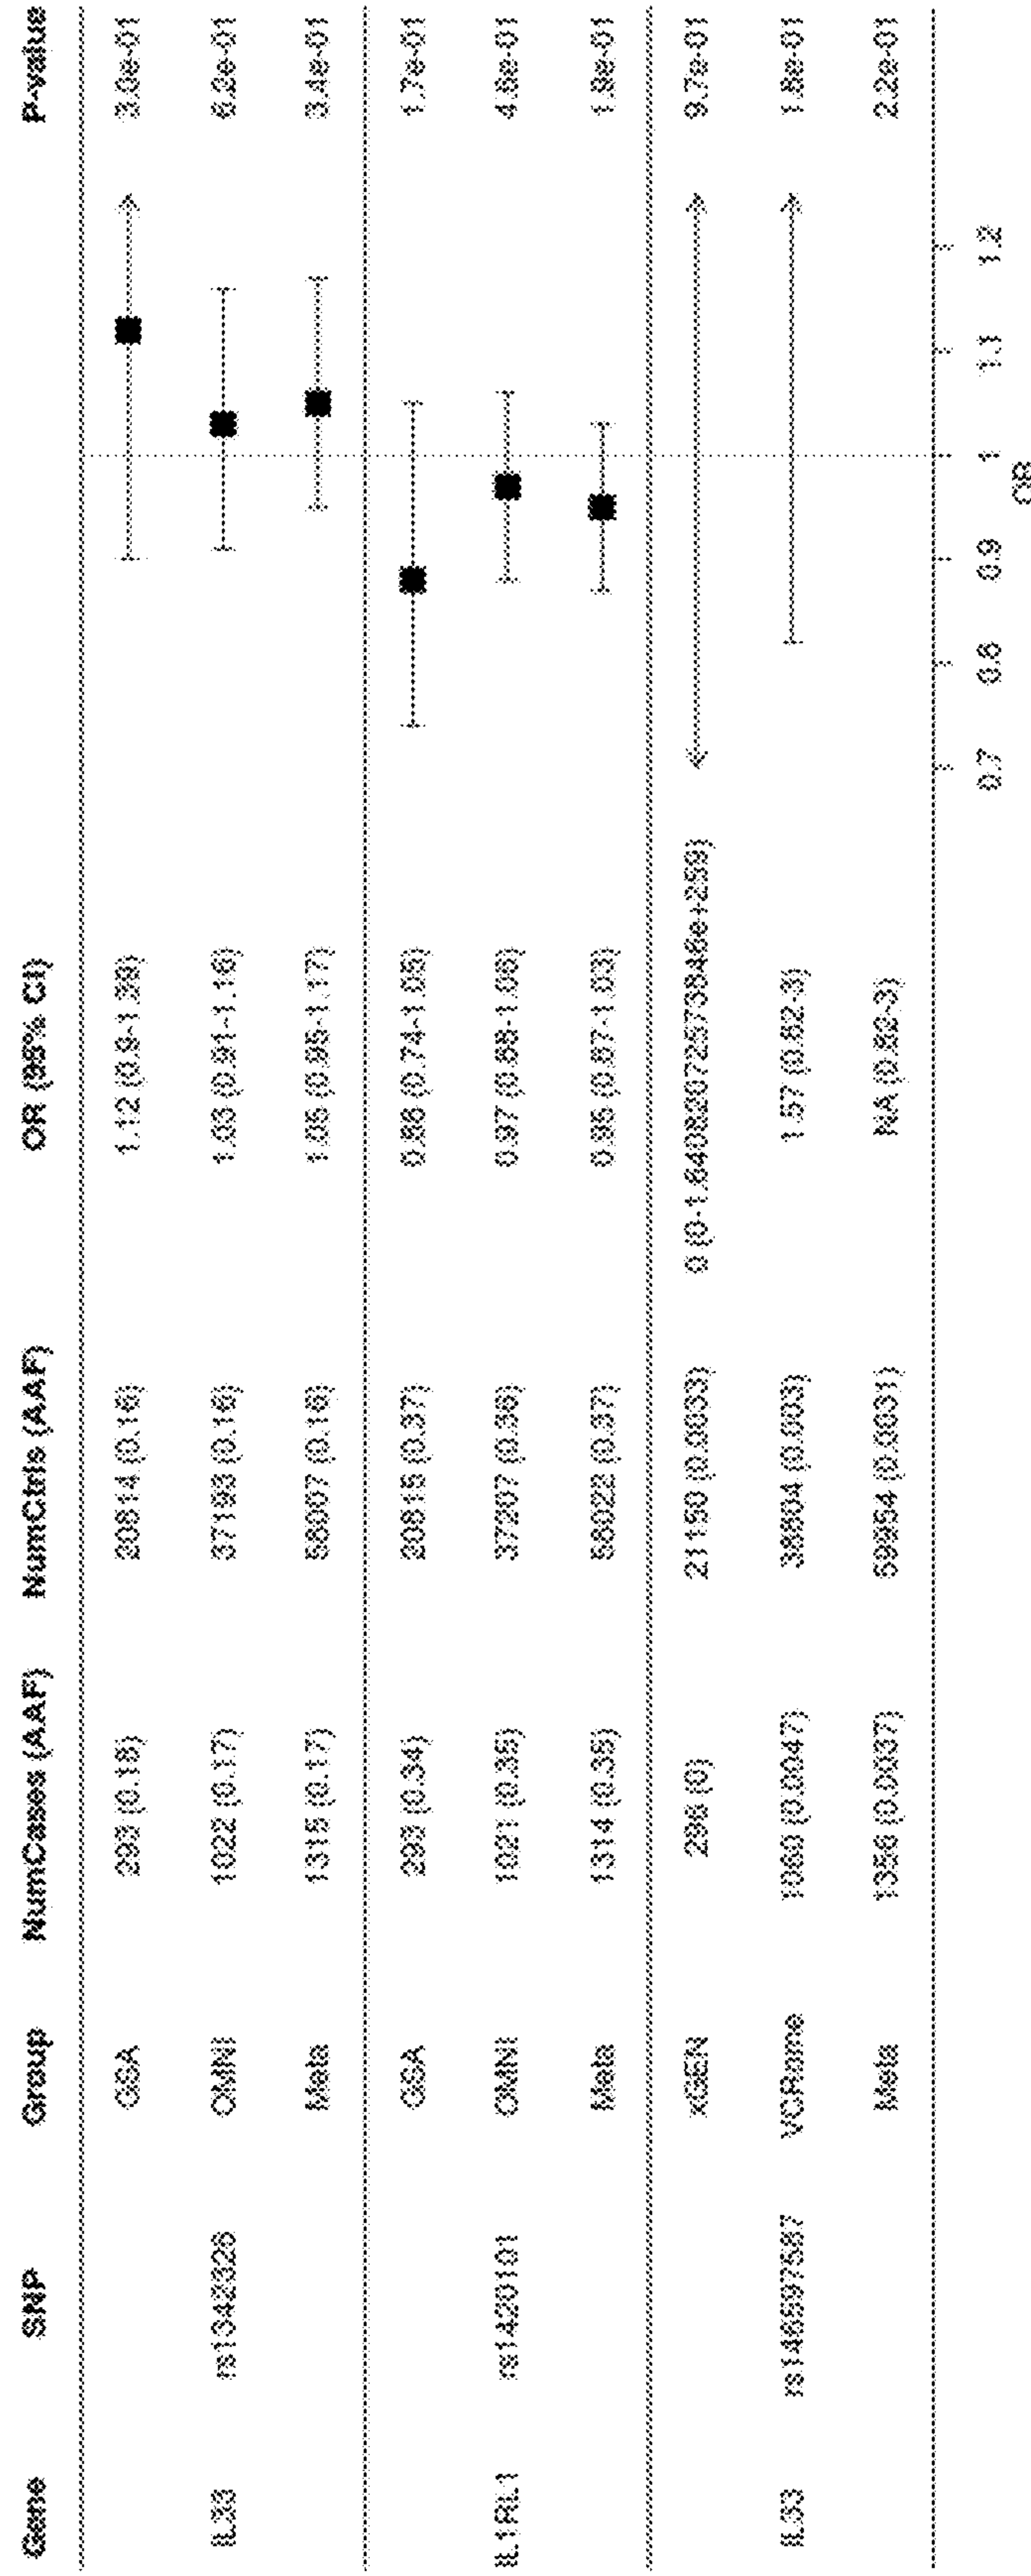 Gene SNP Group NumCases (AAF) NumCtrls (AAF) OR (95% CI) P-value
GSA 293 (0.18) 20814 (0.16) 1.12 (0.9-1.39) 3.0e-01
IL33 rs1342326 OMNI 1022 (0.17) 37193 (0.16) 1.03 (0.91-1.16) 6.2e-01
Meta 1315 (0.17) 58007 (0.16) 1.05 (0.95-1.17) 3.4e-01
GSA 293 (0.34) 20815 (0.37) 0.88 (0.74-1.05) 1.7e-01
IL1RL1 rs1420101 OMNI 1021 (0.35) 37207 (0.36) 0.97 (0.88-1.06) 4.8e-01
Meta 1314 (0.35) 58022 (0.37) 0.95 (0.87-1.03) 1.9e-01
xGEN 298 (0) 21150 (0.0033) 9.7e-01
IL33 rs146597587 VCRome 1060 (0.0047) 38804 (0.003) 1.57 (0.82-3) 1.8e-01
Meta 1358 (0.0037) 59954 (0.0031) NA (0.82-3) 2.2e-01
0.7 0.8 0.9 1 1.1 1.2
OR